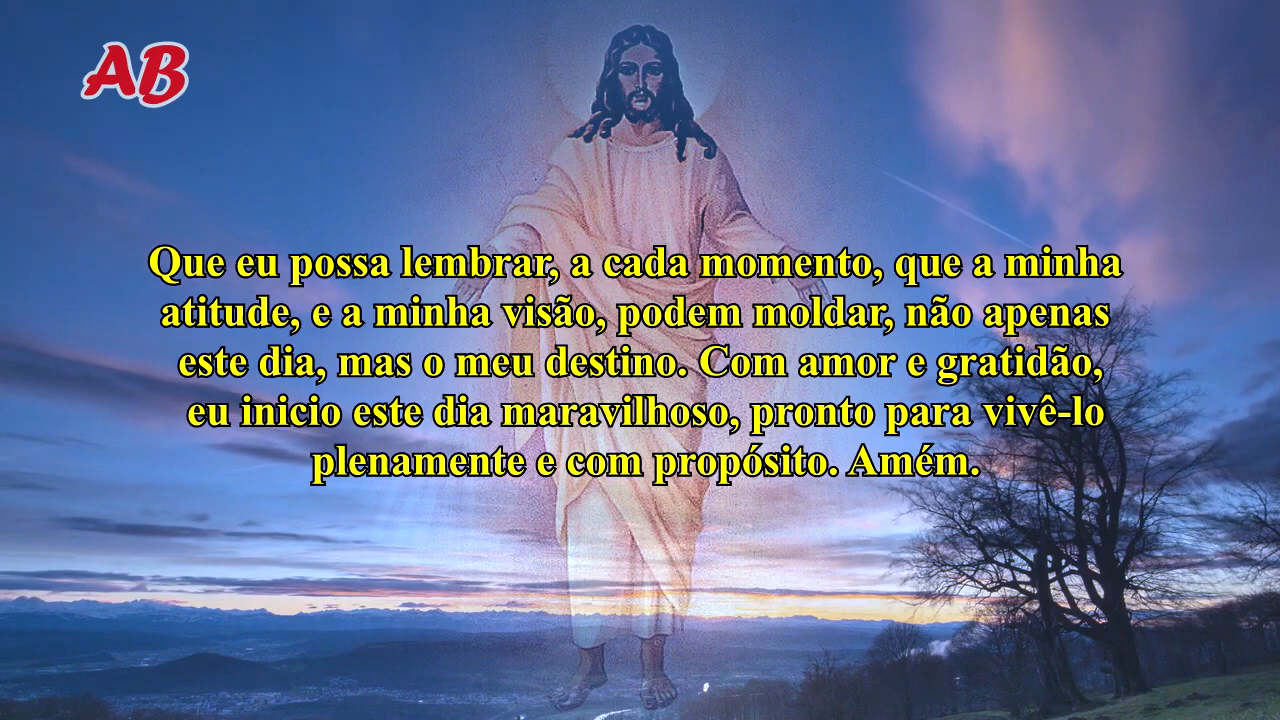 AB
Que eu possa lembrar, a cada momento, que a minha
atitude, e a minha visão, podem moldar, não apenas
este dia, mas o meu destino. Com amor e gratidão,
eu inicio este dia maravilhoso, pronto para vivê-lo
plenamente e com propósito. Amém.